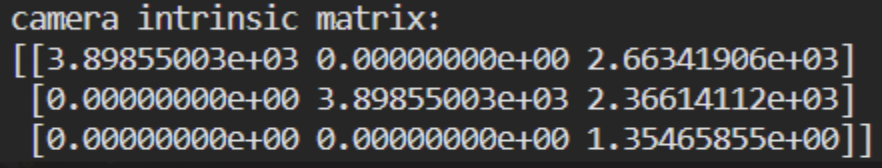 camera intrinsic matrix:
[[3.89855003e+03 0.00000000e+00 2.66341906e+03]
[0.00000000e+00 3.89855003e+03 2.36614112e+03]
[0.00000000e+00 0.00000000e+00 1.35465855e+00]]